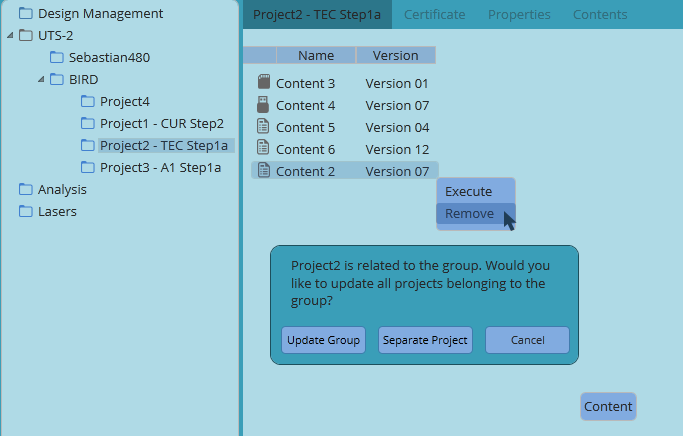 Design Management
UTS-2
Sebastian480
BIRD
Project4
Project1 - CUR Step2
Project2 - TEC Step1a
Project3 - A1 Step1a
Analysis
Lasers
Project2 - TEC Step1a Certificate Properties Contents
Name Version
Content 3 Version 01
Content 4 Version 07
Content 5 Version 04
Content 6 Version 12
Content 2 Version 07
Execute
Remove
Project2 is related to the group. Would you
like to update all projects belonging to the
group?
Update Group Separate Project Cancel
Content